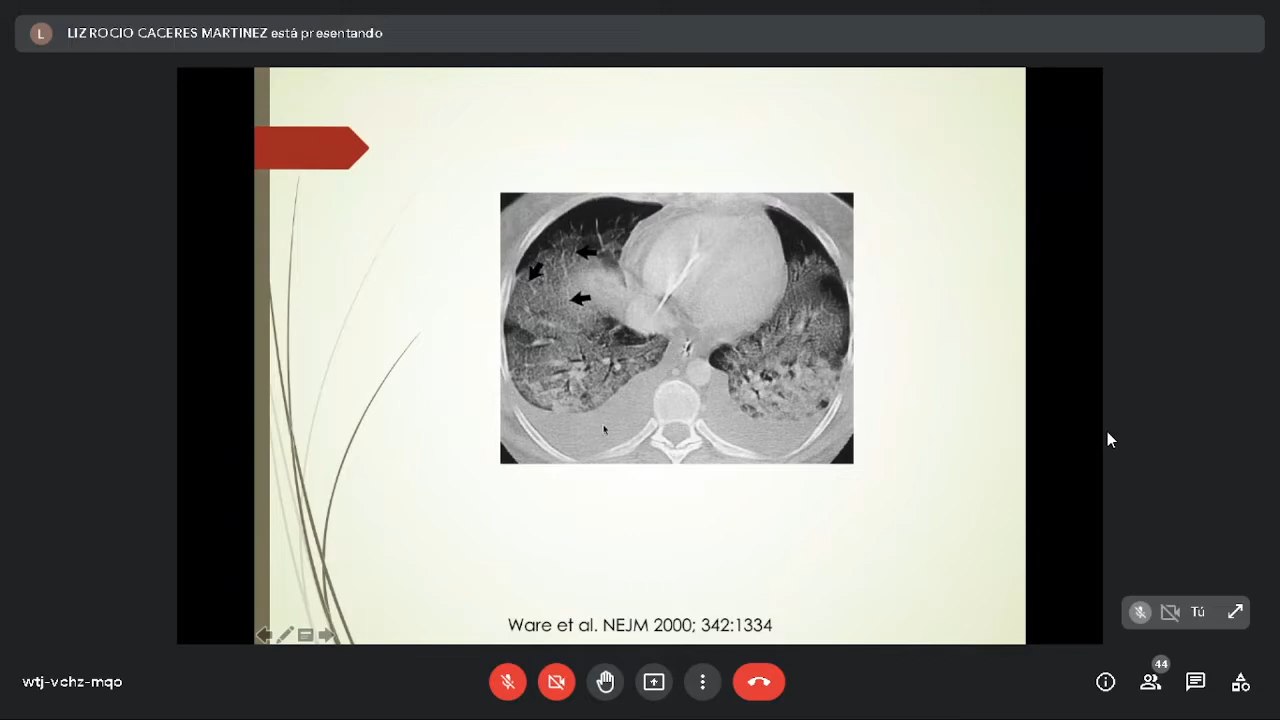 L
LIZ ROCIO CACERES MARTINEZ está presentando
Ware et al. NEJM 2000; 342:1334
Tú
wtj-vchz-mqo
44